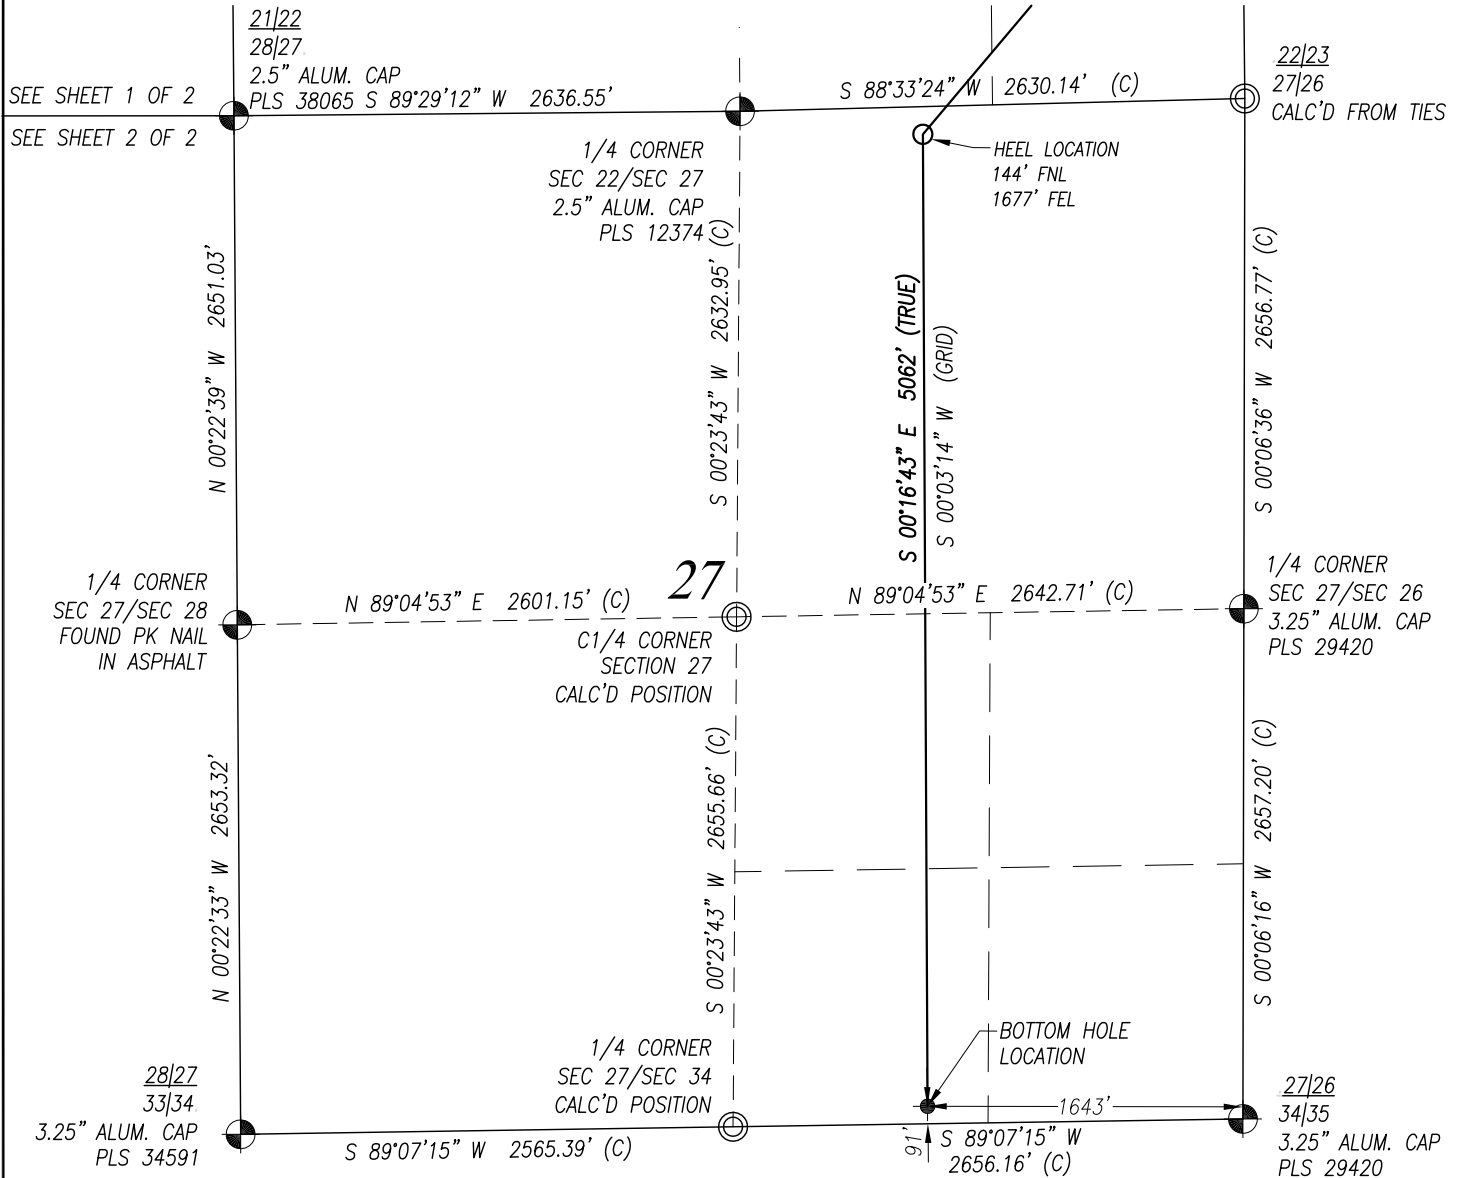 21|22
28|27
2.5" ALUM. CAP
PLS 38065
S 89°29'12" W 2636.55'
SEE SHEET 1 OF 2
SEE SHEET 2 OF 2
S 88°33'24" W 2630.14' (C)
22|23
27|26
CALC'D FROM TIES
1/4 CORNER
SEC 22/SEC 27
2.5" ALUM. CAP
PLS 12374
HEEL LOCATION
144' FNL
1677' FEL
N 00°22'39" W 2651.03'
S 00°23'43" W 2632.95' (C)
S 00°16'43" E 5062' (TRUE)
S 00°03'14" W (GRID)
S 00°06'36" W 2656.77' (C)
1/4 CORNER
SEC 27/SEC 28
FOUND PK NAIL
IN ASPHALT
N 89°04'53" E 2601.15' (C)
27
N 89°04'53" E 2642.71' (C)
1/4 CORNER
SEC 27/SEC 26
3.25" ALUM. CAP
PLS 29420
C1/4 CORNER
SECTION 27
CALC'D POSITION
N 00°22'33" W 2653.32'
S 00°23'43" W 2655.66' (C)
S 00°06'16" W 2657.20' (C)
BOTTOM HOLE
LOCATION
1/4 CORNER
SEC 27/SEC 34
CALC'D POSITION
28|27
33|34
3.25" ALUM. CAP
PLS 34591
S 89°07'15" W 2565.39' (C)
1643'
91'
S 89°07'15" W
2656.16' (C)
27|26
34|35
3.25" ALUM. CAP
PLS 29420